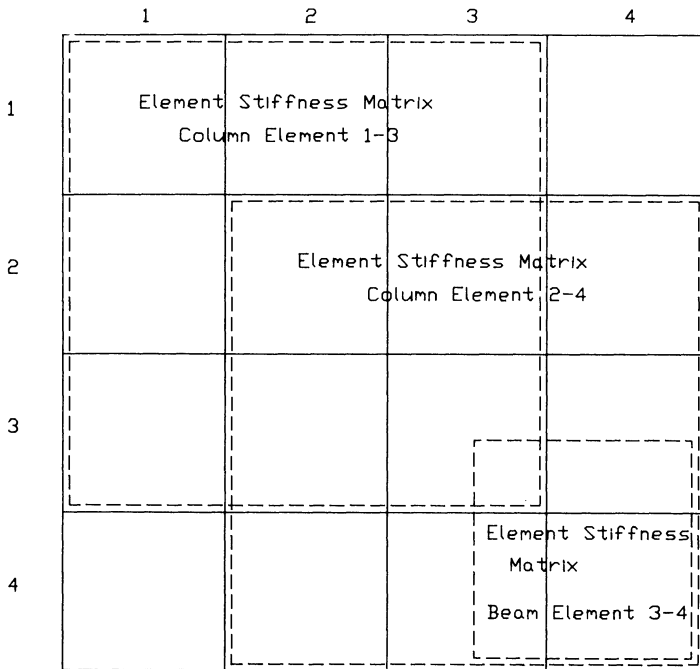 1 2 3 4
1
Element Stiffness Matrix
Column Element 1-3
2
Element Stiffness Matrix
Column Element 2-4
3
4
Element Stiffness
Matrix
Beam Element 3-4